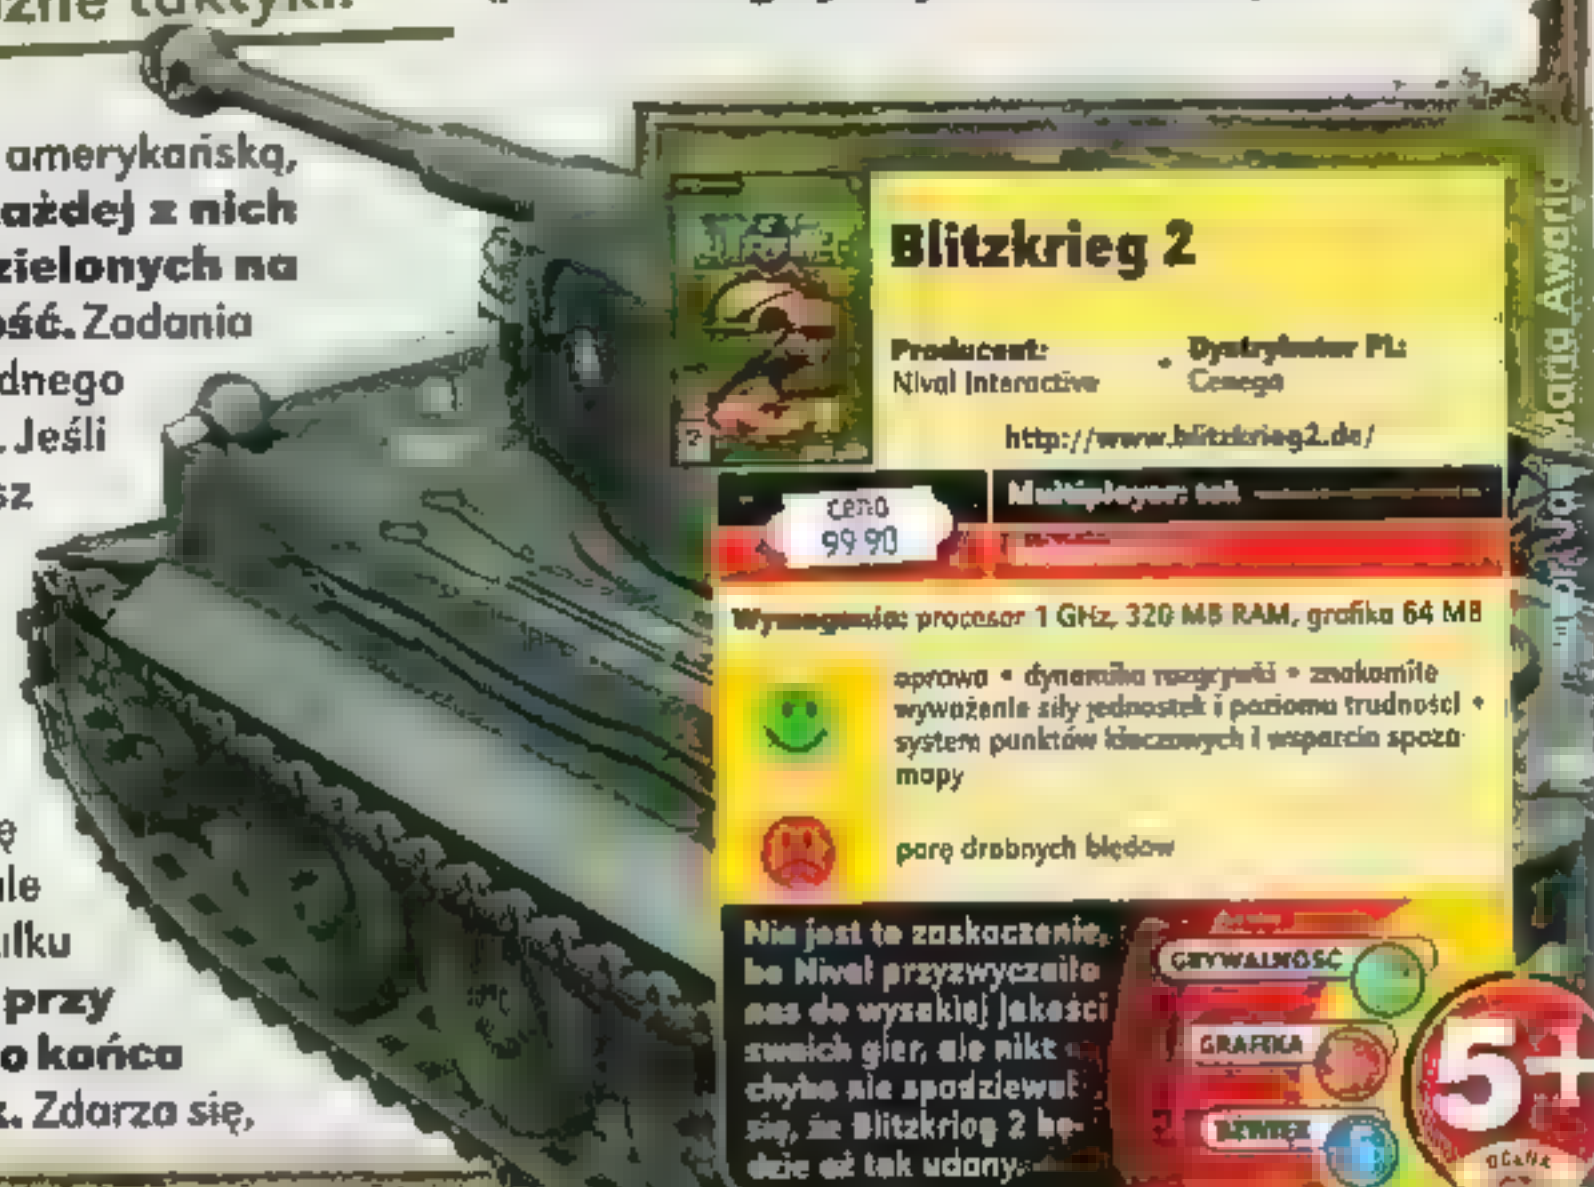 amerykańską,
ażdej z nich
zielonych na
ość. Zadania
dnego
. Jeśli
sz
ę
ale
ułku
przy
o końca
z. Zdarza się,
Blitzkrieg 2
Producent:
Nival Interactive
Dystrybutor PL:
Cenega
http://www.blitzkrieg2.de/
Multiplayer: tak
cena
99 90
Wymagania: procesor 1 GHz, 320 MB RAM, grafika 64 MB
oprawa • dynamika rozgrywki • znakomite
wyważenie siły jednostek i poziomu trudności •
system punktów kluczowych i wsparcia spoza
mapy
parę drobnych błędów
Nie jest to zaskoczenie,
bo Nival przyzwyczaiło
nas do wysokiej jakości
swoich gier, ale nikt
chyba nie spodziewał
się, że Blitzkrieg 2 bę-
dzie aż tak udany.
GRYWALNOŚĆ
GRAFIKA
DŹWIĘK
5+
OCENA